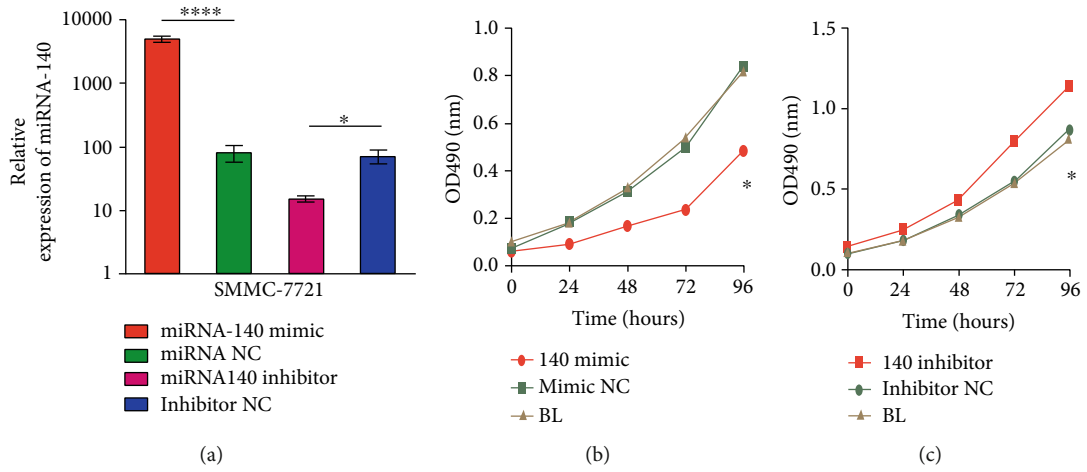 Relative
expression of miRNA-140
10000
1000
100
10
1
****
*
SMMC-7721
miRNA-140 mimic
miRNA NC
miRNA140 inhibitor
Inhibitor NC
(a)
OD490 (nm)
1.0
0.8
0.6
0.4
0.2
0.0
*
0 24 48 72 96
Time (hours)
140 mimic
Mimic NC
BL
(b)
OD490 (nm)
1.5
1.0
0.5
0.0
*
0 24 48 72 96
Time (hours)
140 inhibitor
Inhibitor NC
BL
(c)